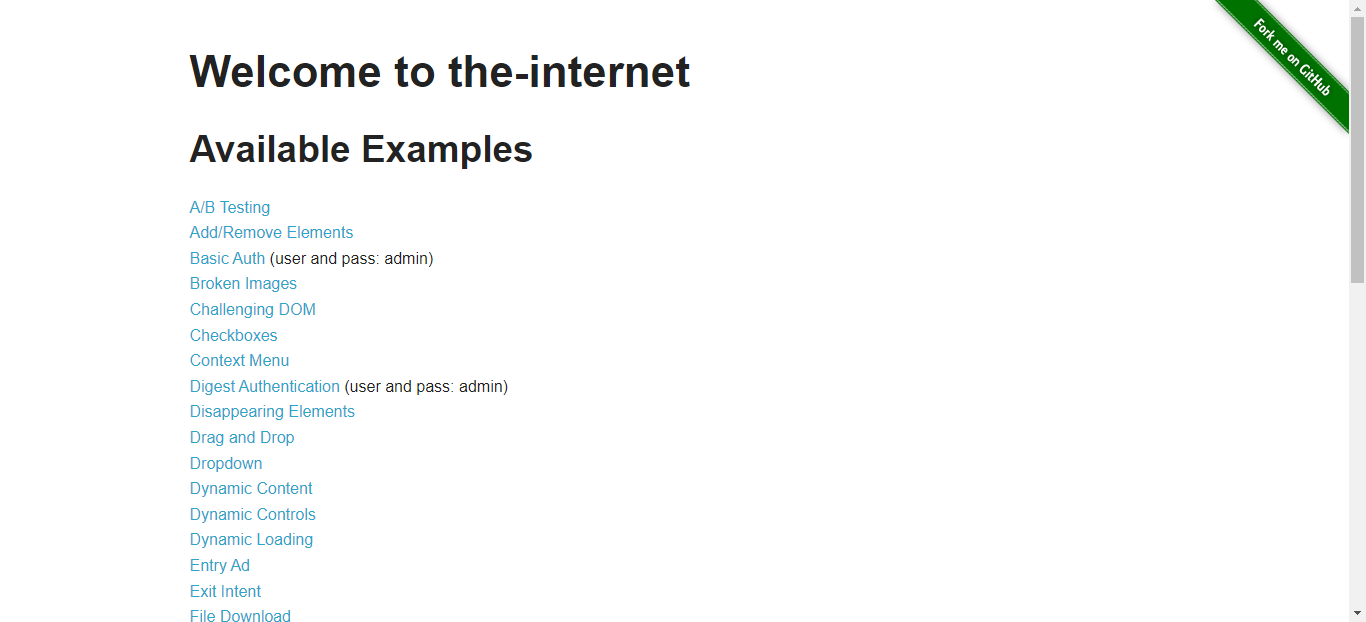 Fork me on GitHub
Welcome to the-internet
Available Examples
A/B Testing
Add/Remove Elements
Basic Auth (user and pass: admin)
Broken Images
Challenging DOM
Checkboxes
Context Menu
Digest Authentication (user and pass: admin)
Disappearing Elements
Drag and Drop
Dropdown
Dynamic Content
Dynamic Controls
Dynamic Loading
Entry Ad
Exit Intent
File Download